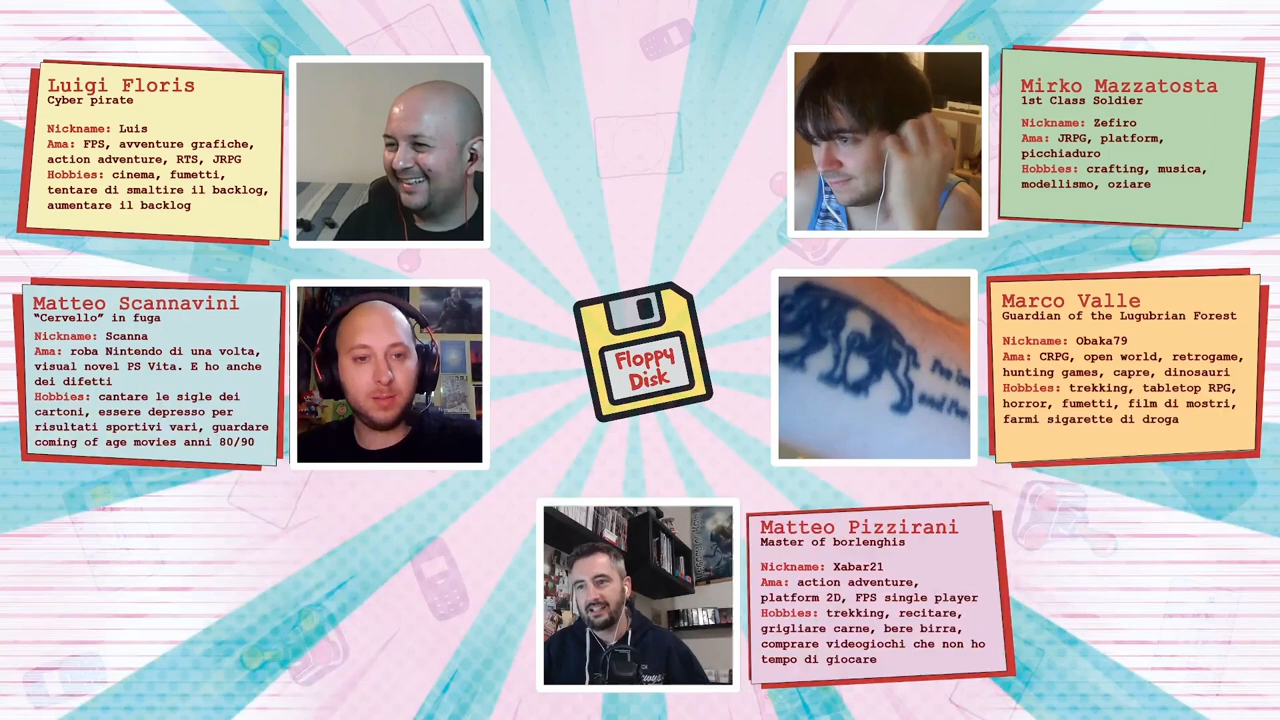 Luigi Floris
Cyber pirate
Nickname: Luis
Ama: FPS, avventure grafiche,
action adventure, RTS, JRPG
Hobbies: cinema, fumetti,
tentare di smaltire il backlog,
aumentare il backlog
Mirko Mazzatosta
1st Class Soldier
Nickname: Zefiro
Ama: JRPG, platform,
picchiaduro
Hobbies: crafting, musica,
modellismo, oziare
Matteo Scannavini
"Cervello" in fuga
Nickname: Scanna
Ama: roba Nintendo di una volta,
visual novel PS Vita. E ho anche
dei difetti
Hobbies: cantare le sigle dei
cartoni, essere depresso per
risultati sportivi vari, guardare
coming of age movies anni 80/90
Floppy
Disk
I've
and I've
Marco Valle
Guardian of the Lugubrian Forest
Nickname: Obaka79
Ama: CRPG, open world, retrogame,
hunting games, capre, dinosauri
Hobbies: trekking, tabletop RPG,
horror, fumetti, film di mostri,
farmi sigarette di droga
Matteo Pizzirani
Master of borlenghis
Nickname: Xabar21
Ama: action adventure,
platform 2D, FPS single player
Hobbies: trekking, recitare,
grigliare carne, bere birra,
comprare videogiochi che non ho
tempo di giocare